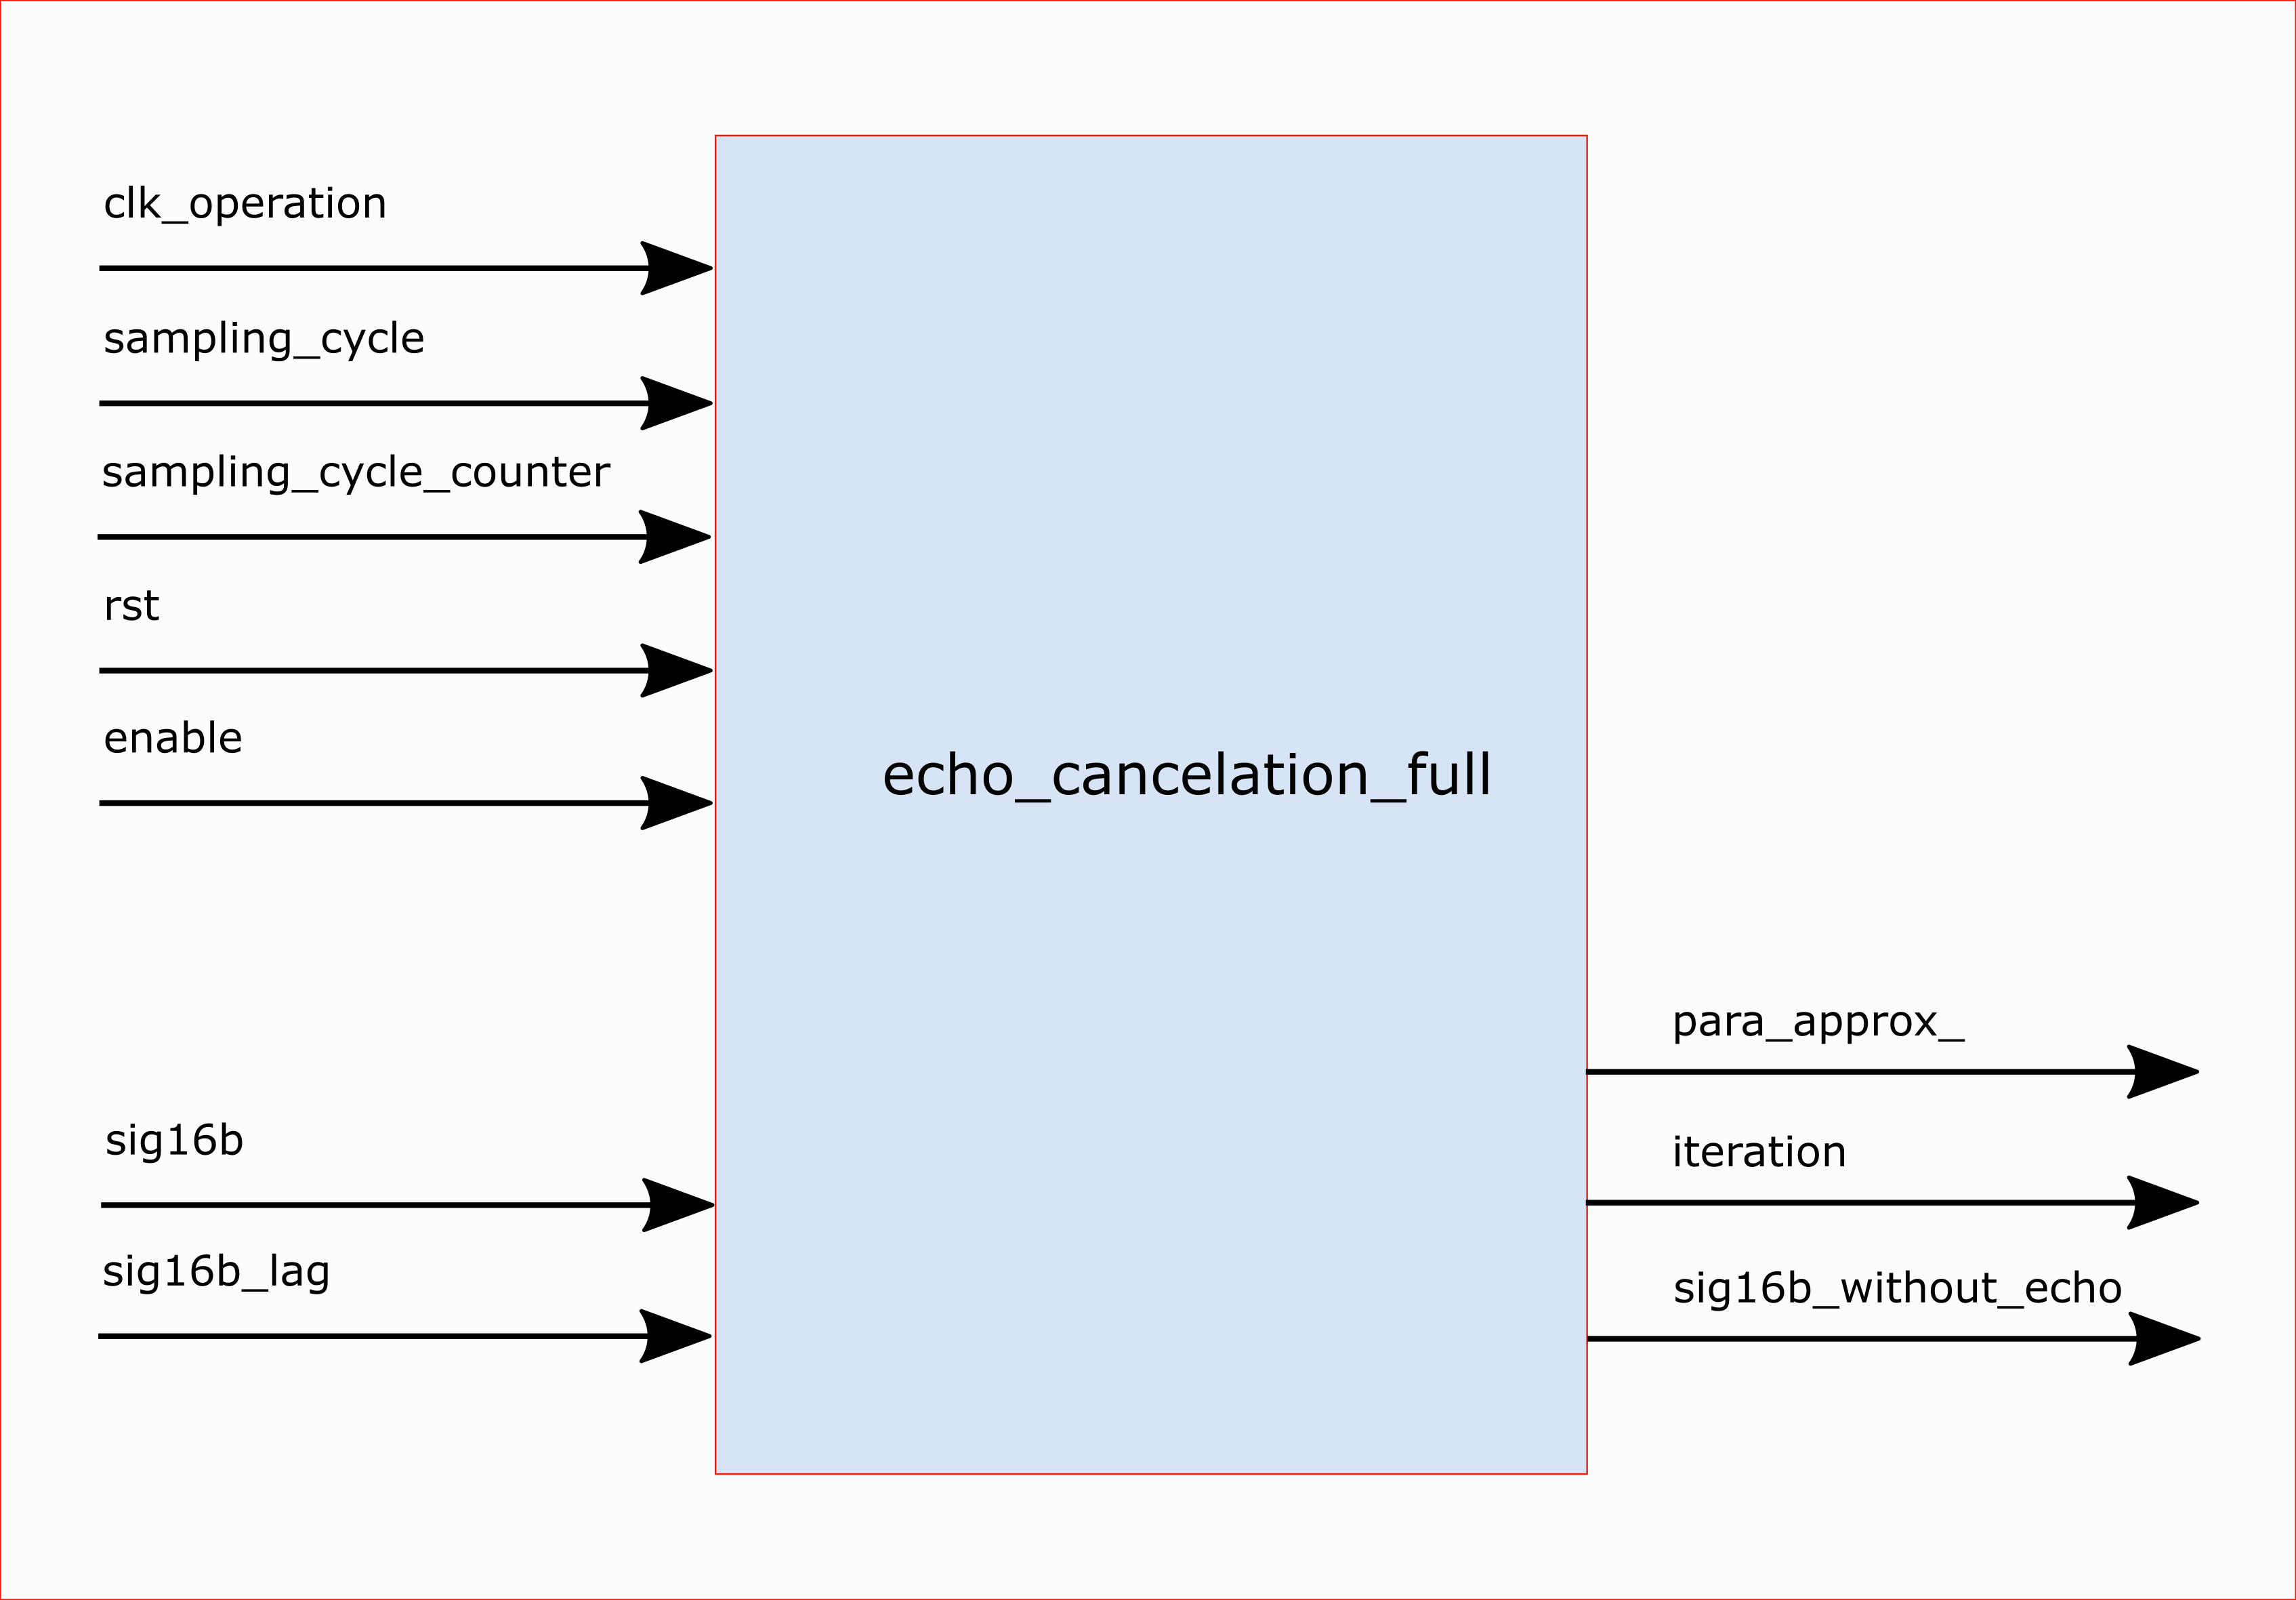 clk_operation
sampling_cycle
sampling_cycle_counter
rst
enable
echo_cancelation_full
para_approx_
iteration
sig16b_without_echo
sig16b
sig16b_lag